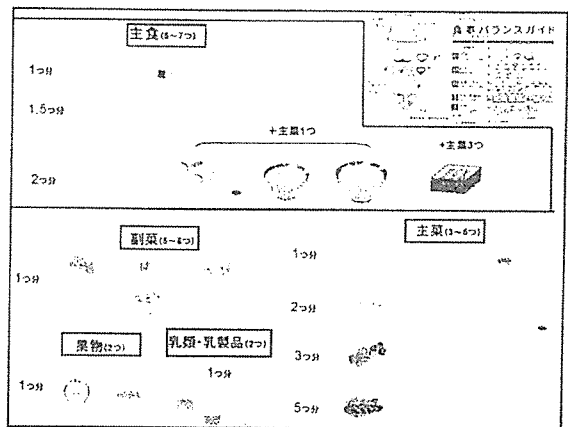 主食(5~7つ)
食事バランスガイド
1つ分
1.5つ分
+主菜1つ
+主菜3つ
2つ分
副菜(5~6つ)
主菜(3~5つ)
1つ分
1つ分
2つ分
果物(2つ)
乳類・乳製品(2つ)
1つ分
3つ分
1つ分
5つ分